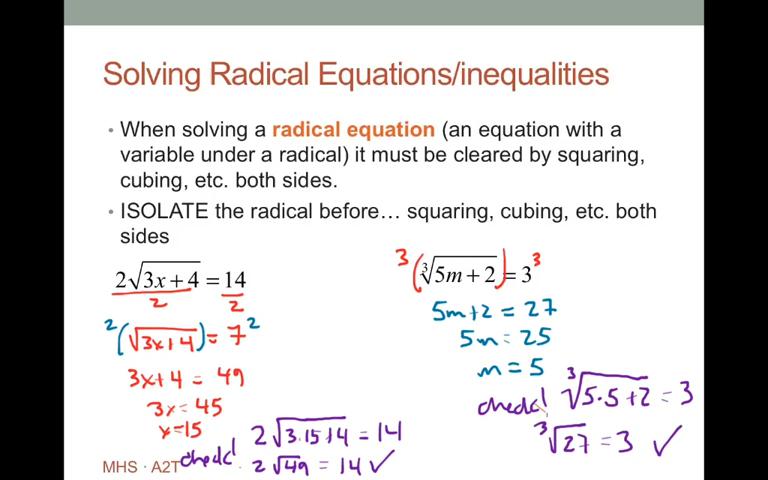 Solving Radical Equations/inequalities
• When solving a radical equation (an equation with a
variable under a radical) it must be cleared by squaring,
cubing, etc. both sides.
• ISOLATE the radical before… squaring, cubing, etc. both
sides
2√(3x + 4) = 14
2 2
²(√(3x+4)) = 7²
3x+4 = 49
3x = 45
x=15
check! 2√(3·15+4) = 14
2√49 = 14 ✓
³(∛(5m + 2)) = 3³
5m+2 = 27
5m = 25
m = 5
check! ∛(5·5+2) = 3
∛27 = 3 ✓
MHS · A2T